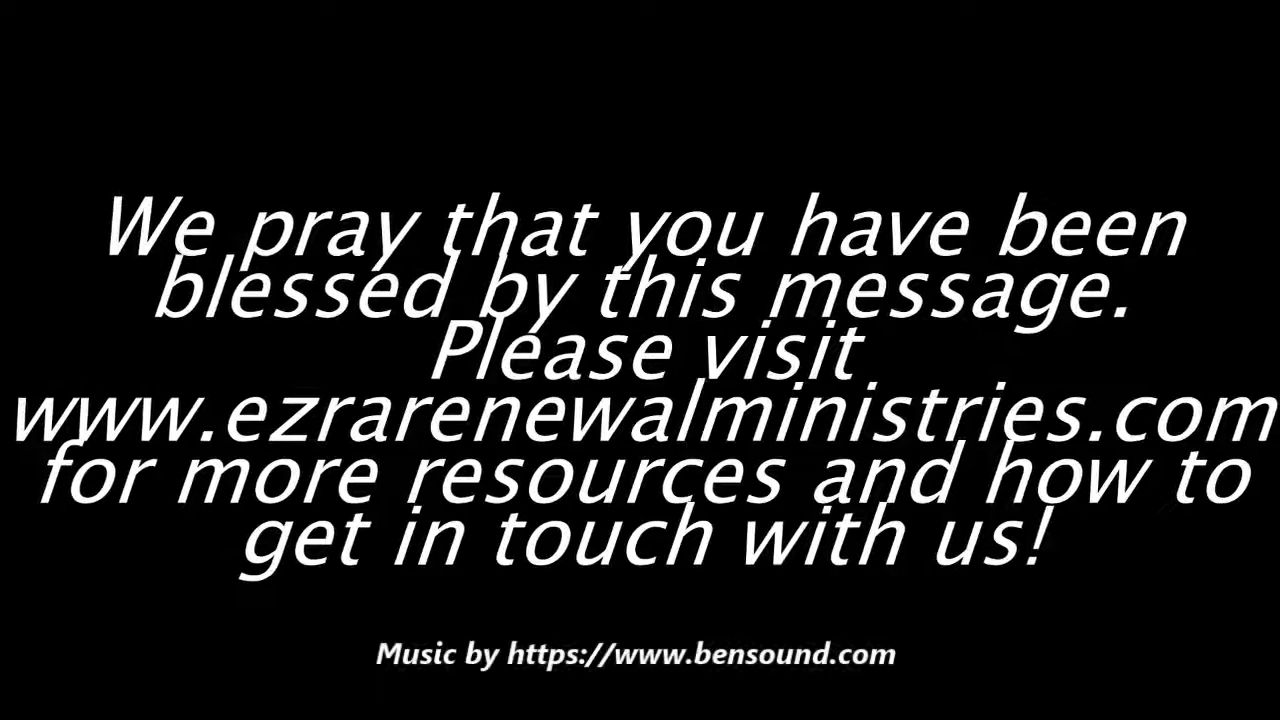 We pray that you have been
blessed by this message.
Please visit
www.ezrarenewalministries.com
for more resources and how to
get in touch with us!
Music by https://www.bensound.com